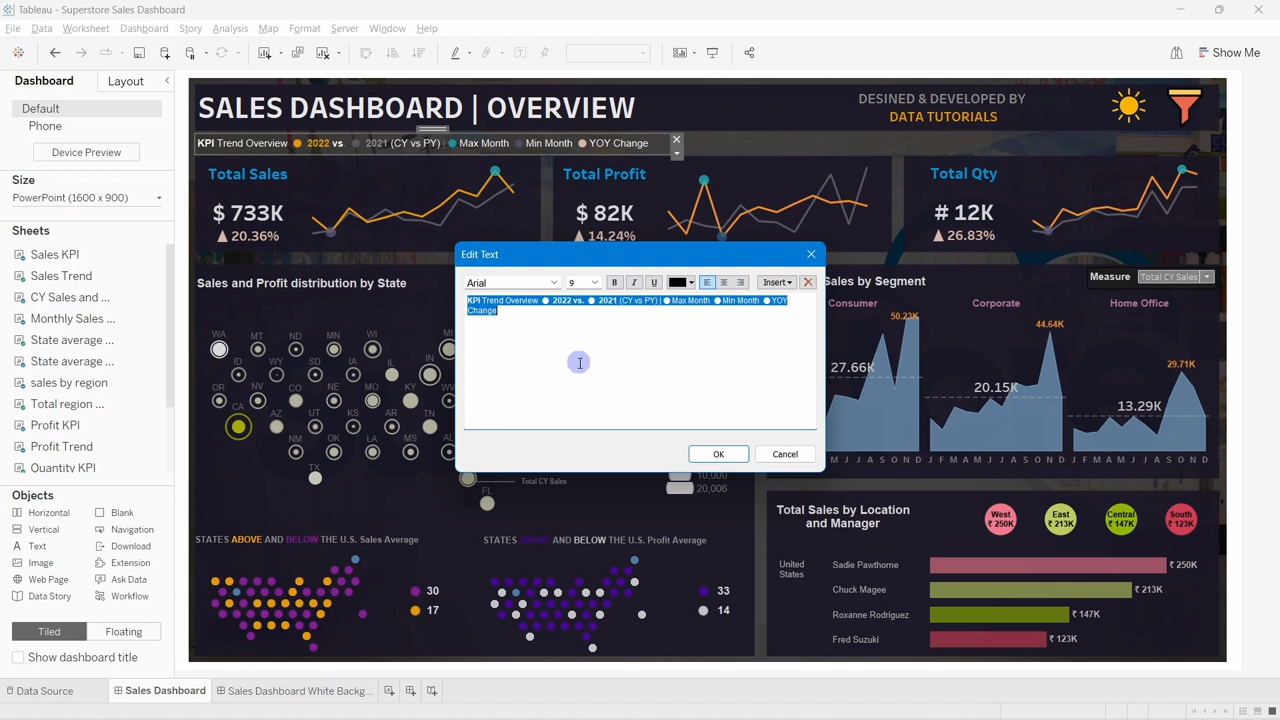 Tableau - Superstore Sales Dashboard
File Data Worksheet Dashboard Story Analysis Map Format Server Window Help
Show Me
Dashboard Layout
Default
Phone
Device Preview
Size
PowerPoint (1600 x 900)
Sheets
Sales KPI
Sales Trend
CY Sales and ...
Monthly Sales ...
State average ...
State average ...
sales by region
Total region ...
Profit KPI
Profit Trend
Quantity KPI
Objects
Horizontal Blank
Vertical Navigation
Text Download
Image Extension
Web Page Ask Data
Data Story Workflow
Tiled Floating
Show dashboard title
SALES DASHBOARD | OVERVIEW
DESINED & DEVELOPED BY
DATA TUTORIALS
KPI Trend Overview 2022 vs. 2021 (CY vs PY) | Max Month Min Month YOY Change
Total Sales
$ 733K
▲ 20.36%
Total Profit
$ 82K
▲ 14.24%
Total Qty
# 12K
▲ 26.83%
Edit Text
Arial 9 B I U Insert
KPI Trend Overview ● 2022 vs. ● 2021 (CY vs PY) | ● Max Month ● Min Month ● YOY
Change
OK Cancel
Sales and Profit distribution by State
WA MT ND MN WI MI
ID WY SD IA IL IN
OR NV CO NE MO KY WV
CA AZ UT KS AR TN
NM OK LA MS AL
TX
FL
Total CY Sales
10,000
20,006
Sales by Segment
Measure Total CY Sales
Consumer Corporate Home Office
50.23K
44.64K
29.71K
27.66K
20.15K
13.29K
M J J A S O N D J F M A M J J A S O N D J F M A M J J A S O N D
STATES ABOVE AND BELOW THE U.S. Sales Average
30
17
STATES ABOVE AND BELOW THE U.S. Profit Average
33
14
Total Sales by Location
and Manager
West
₹ 250K
East
₹ 213K
Central
₹ 147K
South
₹ 123K
United
States
Sadie Pawthorne ₹ 250K
Chuck Magee ₹ 213K
Roxanne Rodriguez ₹ 147K
Fred Suzuki ₹ 123K
Data Source Sales Dashboard Sales Dashboard White Backg...